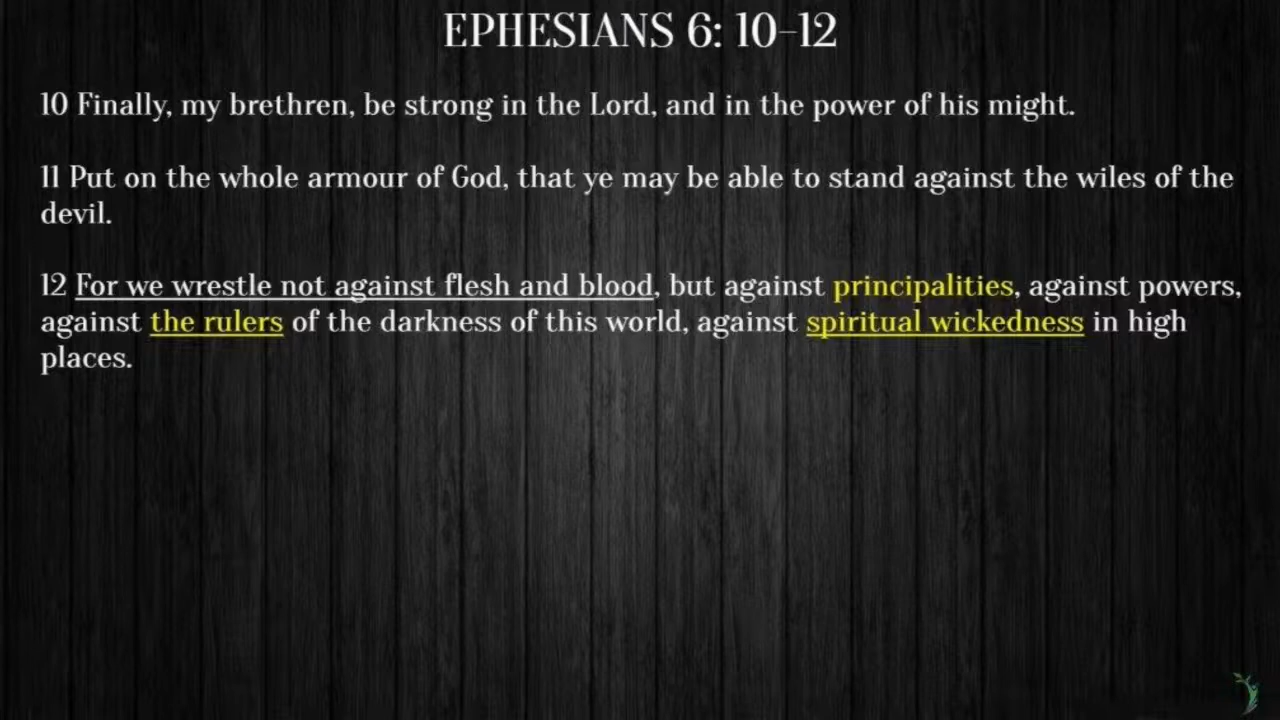 EPHESIANS 6: 10-12
10 Finally, my brethren, be strong in the Lord, and in the power of his might.
11 Put on the whole armour of God, that ye may be able to stand against the wiles of the
devil.
12 For we wrestle not against flesh and blood, but against principalities, against powers,
against the rulers of the darkness of this world, against spiritual wickedness in high
places.